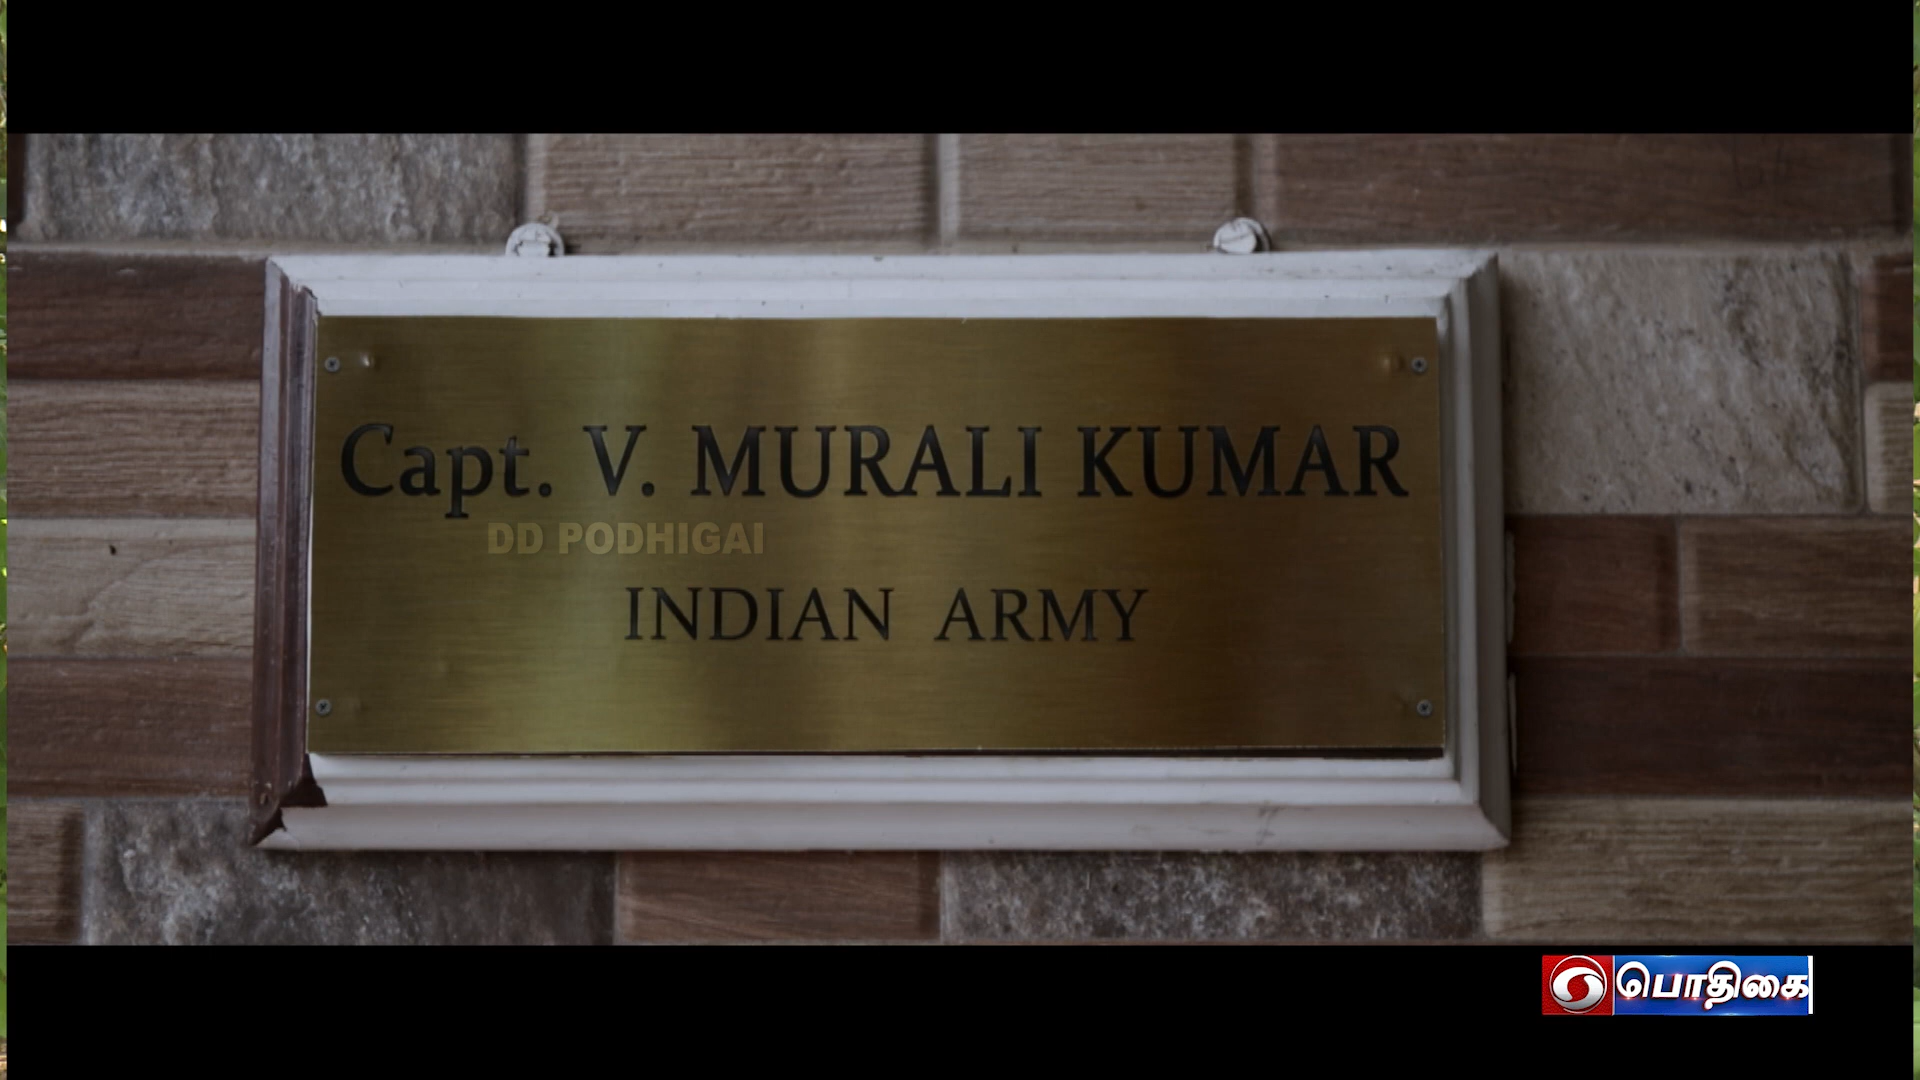 Capt. V. MURALI KUMAR
DD PODHIGAI
INDIAN ARMY
பொதிகை